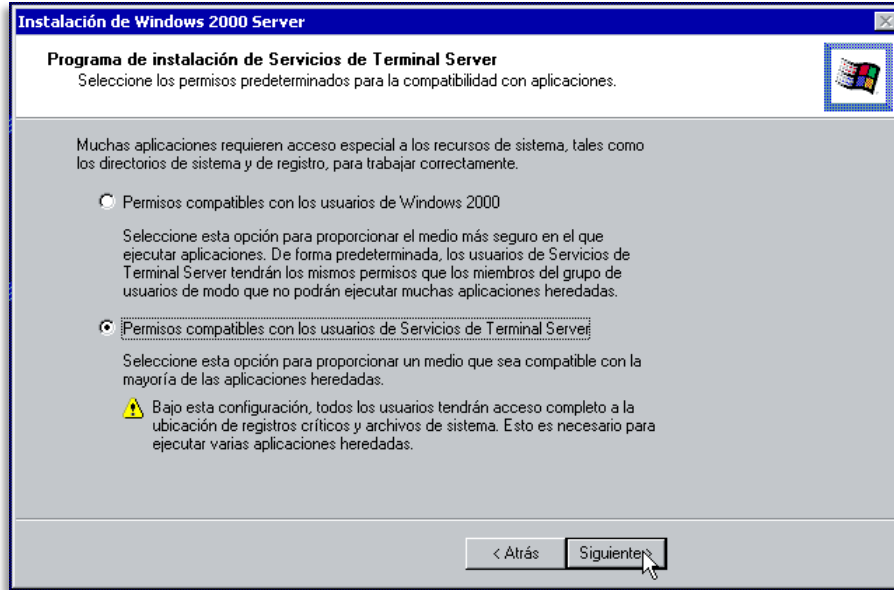 Instalación de Windows 2000 Server
Programa de instalación de Servicios de Terminal Server
Seleccione los permisos predeterminados para la compatibilidad con aplicaciones.
Muchas aplicaciones requieren acceso especial a los recursos de sistema, tales como
los directorios de sistema y de registro, para trabajar correctamente.
Permisos compatibles con los usuarios de Windows 2000
Seleccione esta opción para proporcionar el medio más seguro en el que
ejecutar aplicaciones. De forma predeterminada, los usuarios de Servicios de
Terminal Server tendrán los mismos permisos que los miembros del grupo de
usuarios de modo que no podrán ejecutar muchas aplicaciones heredadas.
Permisos compatibles con los usuarios de Servicios de Terminal Server
Seleccione esta opción para proporcionar un medio que sea compatible con la
mayoría de las aplicaciones heredadas.
Bajo esta configuración, todos los usuarios tendrán acceso completo a la
ubicación de registros críticos y archivos de sistema. Esto es necesario para
ejecutar varias aplicaciones heredadas.
< Atrás Siguiente >